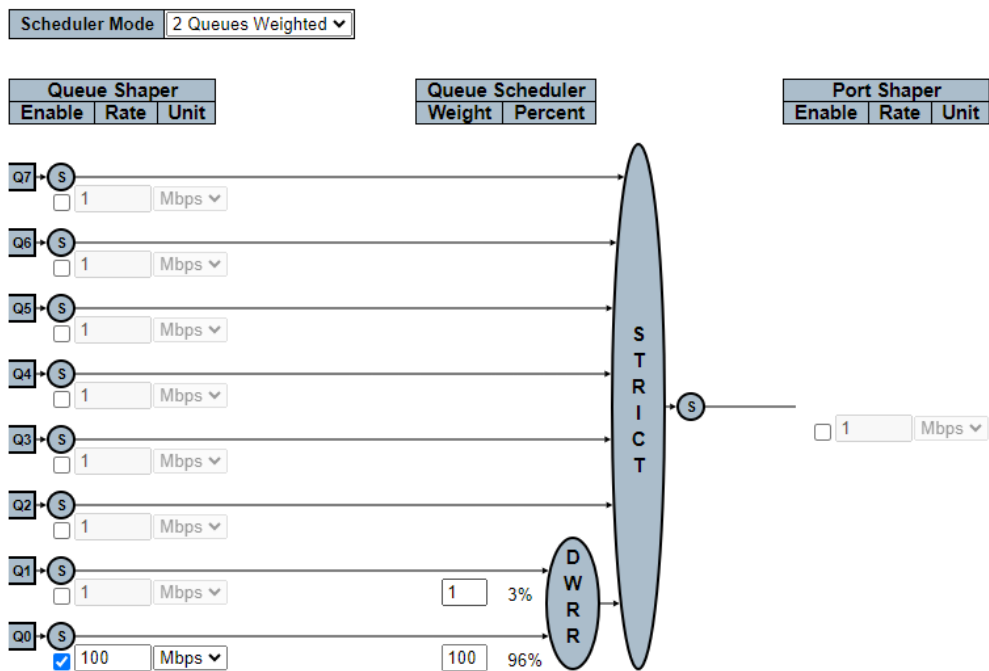 Scheduler Mode 2 Queues Weighted
Queue Shaper Queue Scheduler Port Shaper
Enable Rate Unit Weight Percent Enable Rate Unit
Q7 S
1 Mbps
Q6 S
1 Mbps
Q5 S
1 Mbps
Q4 S
1 Mbps
Q3 S
1 Mbps
Q2 S
1 Mbps
Q1 S
1 Mbps 1 3%
Q0 S
100 Mbps 100 96%
DWRR
STRICT
S
1 Mbps